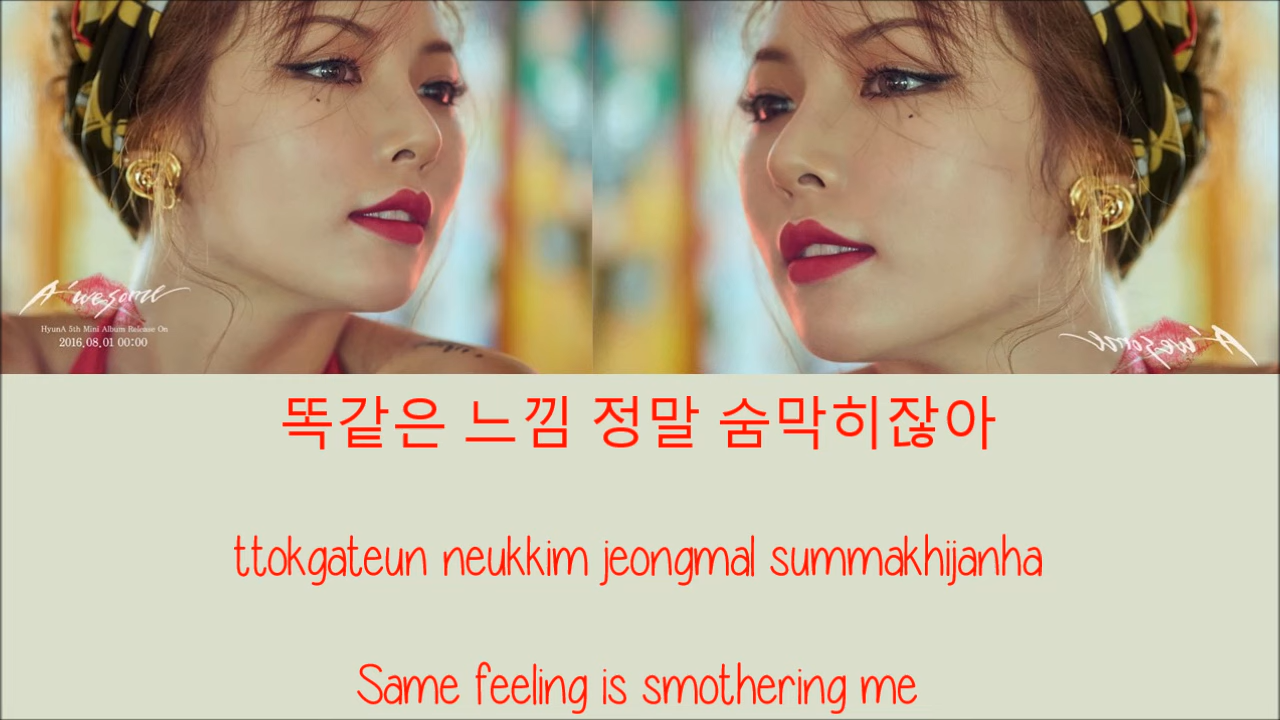 A'wesome
HyunA 5th Mini Album Release On
2016.08.01 00:00
A'wesome
똑같은 느낌 정말 숨막히잖아
ttokgateun neukkim jeongmal summakhijanha
Same feeling is smothering me